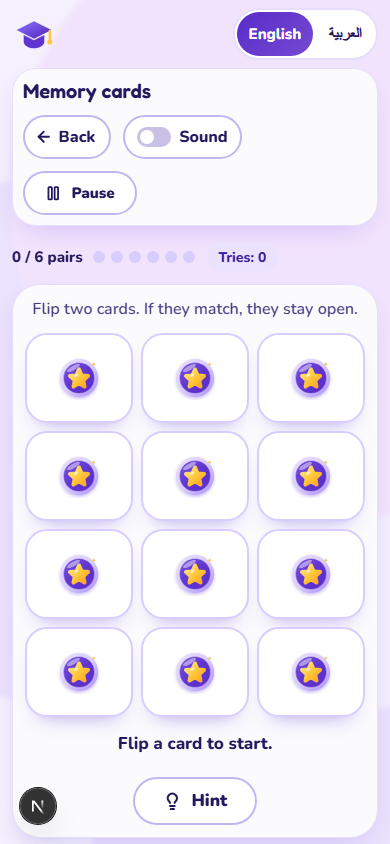 English
العربية
Memory cards
Back
Sound
Pause
0 / 6 pairs
Tries: 0
Flip two cards. If they match, they stay open.
Flip a card to start.
N
Hint